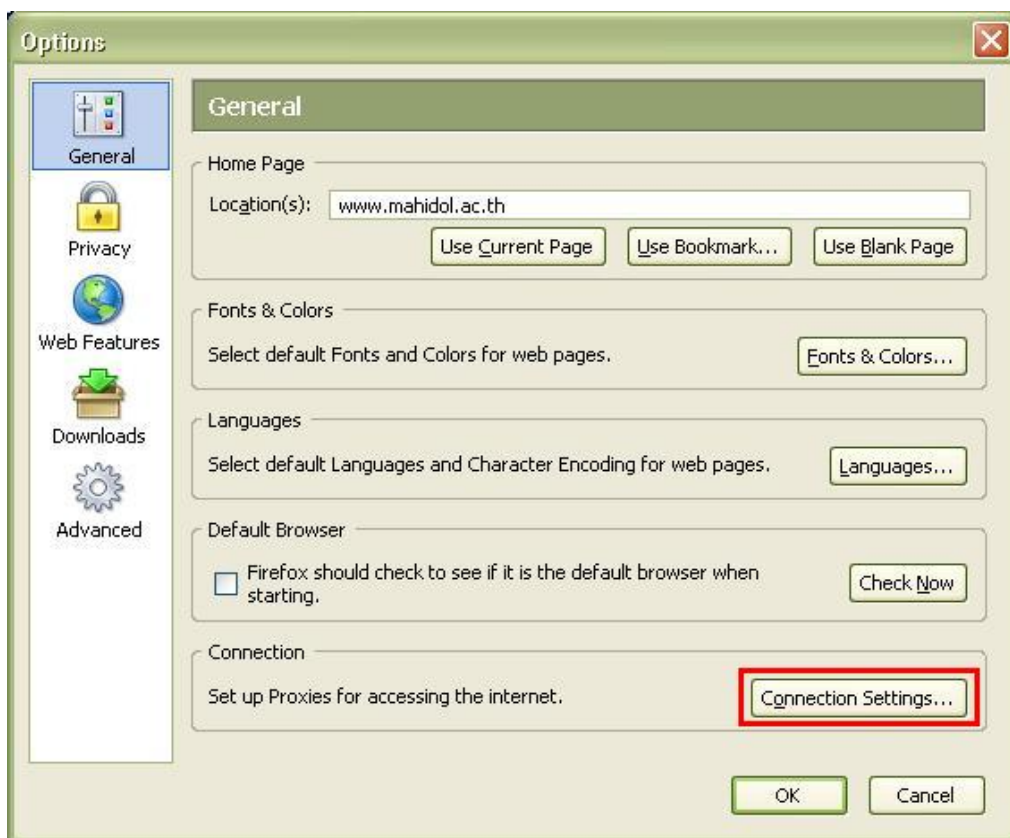 Options
General
Privacy
Web Features
Downloads
Advanced
General
Home Page
Location(s): www.mahidol.ac.th
Use Current Page Use Bookmark... Use Blank Page
Fonts & Colors
Select default Fonts and Colors for web pages. Fonts & Colors...
Languages
Select default Languages and Character Encoding for web pages. Languages...
Default Browser
Firefox should check to see if it is the default browser when
starting.
Check Now
Connection
Set up Proxies for accessing the internet. Connection Settings...
OK Cancel